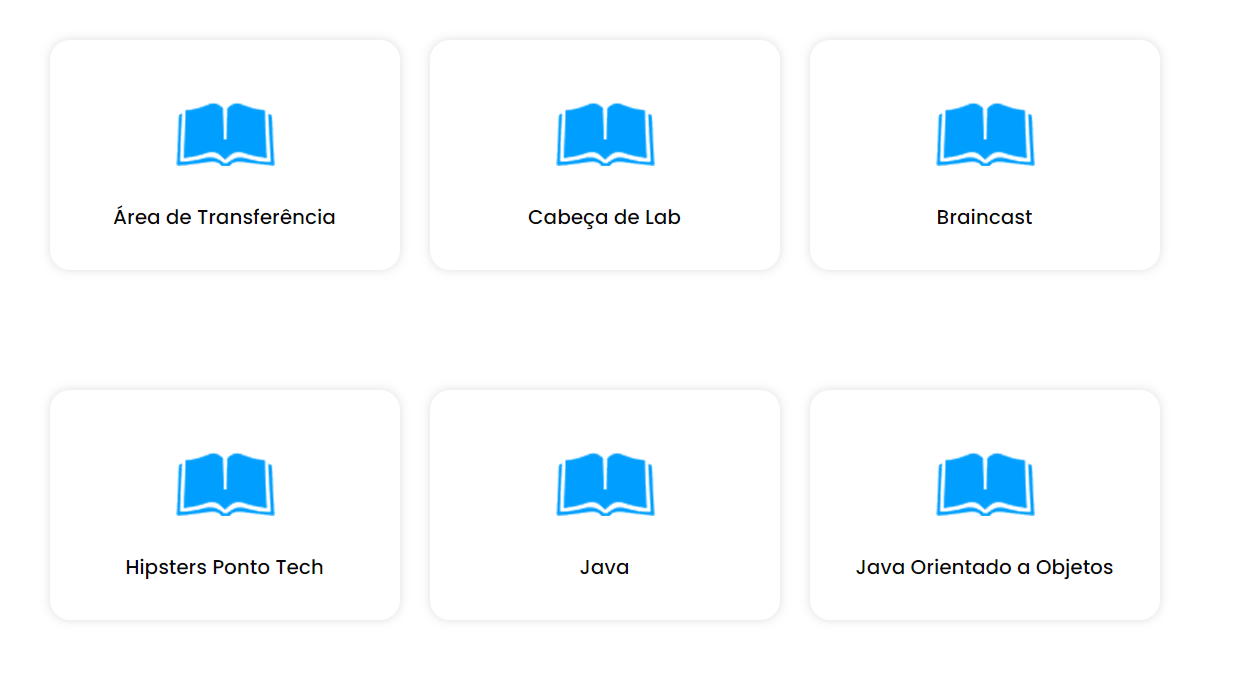 Área de Transferência
Cabeça de Lab
Braincast
Hipsters Ponto Tech
Java
Java Orientado a Objetos